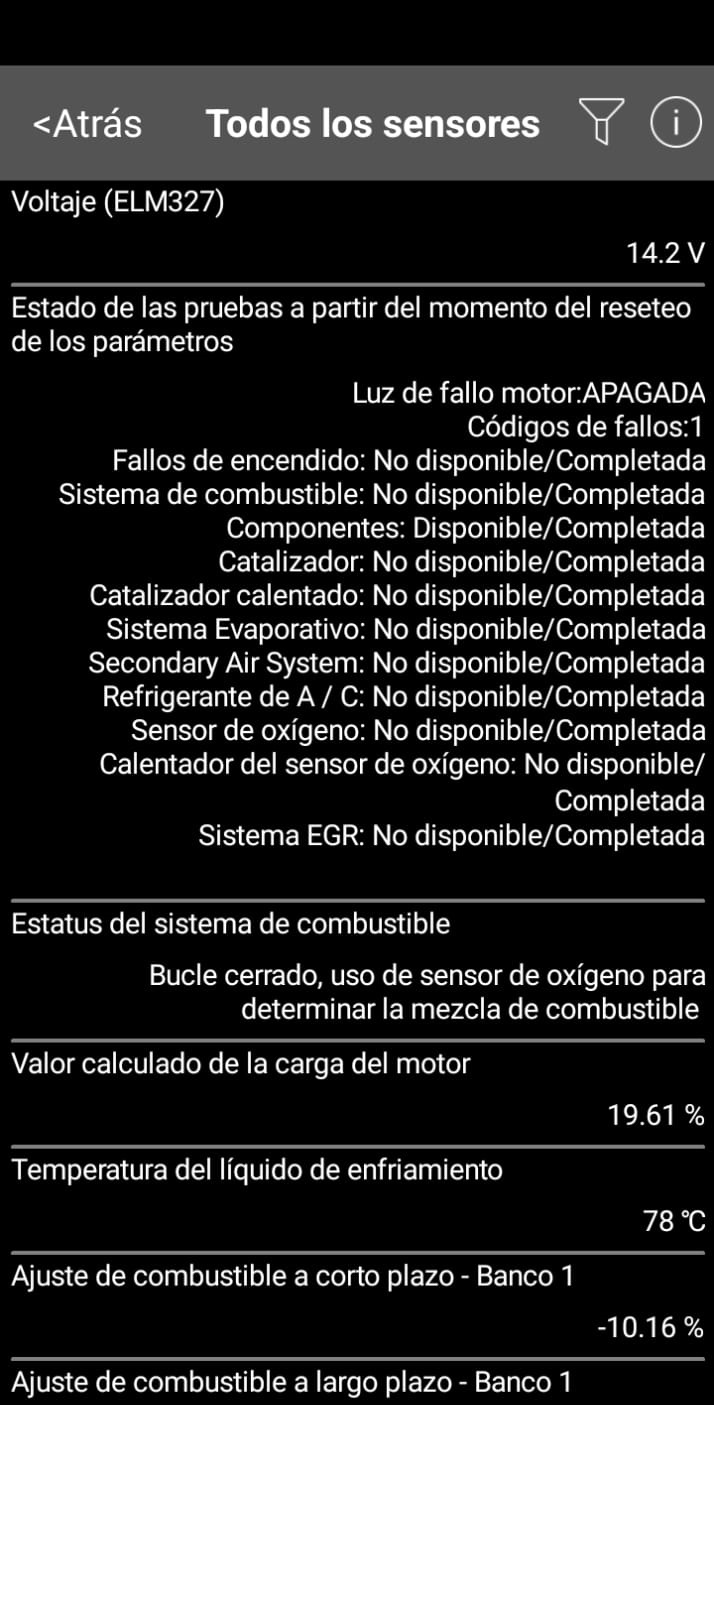 <Atrás Todos los sensores i
Voltaje (ELM327)
14.2 V
Estado de las pruebas a partir del momento del reseteo
de los parámetros
Luz de fallo motor:APAGADA
Códigos de fallos:1
Fallos de encendido: No disponible/Completada
Sistema de combustible: No disponible/Completada
Componentes: Disponible/Completada
Catalizador: No disponible/Completada
Catalizador calentado: No disponible/Completada
Sistema Evaporativo: No disponible/Completada
Secondary Air System: No disponible/Completada
Refrigerante de A / C: No disponible/Completada
Sensor de oxígeno: No disponible/Completada
Calentador del sensor de oxígeno: No disponible/
Completada
Sistema EGR: No disponible/Completada
Estatus del sistema de combustible
Bucle cerrado, uso de sensor de oxígeno para
determinar la mezcla de combustible
Valor calculado de la carga del motor
19.61 %
Temperatura del líquido de enfriamiento
78 °C
Ajuste de combustible a corto plazo - Banco 1
-10.16 %
Ajuste de combustible a largo plazo - Banco 1